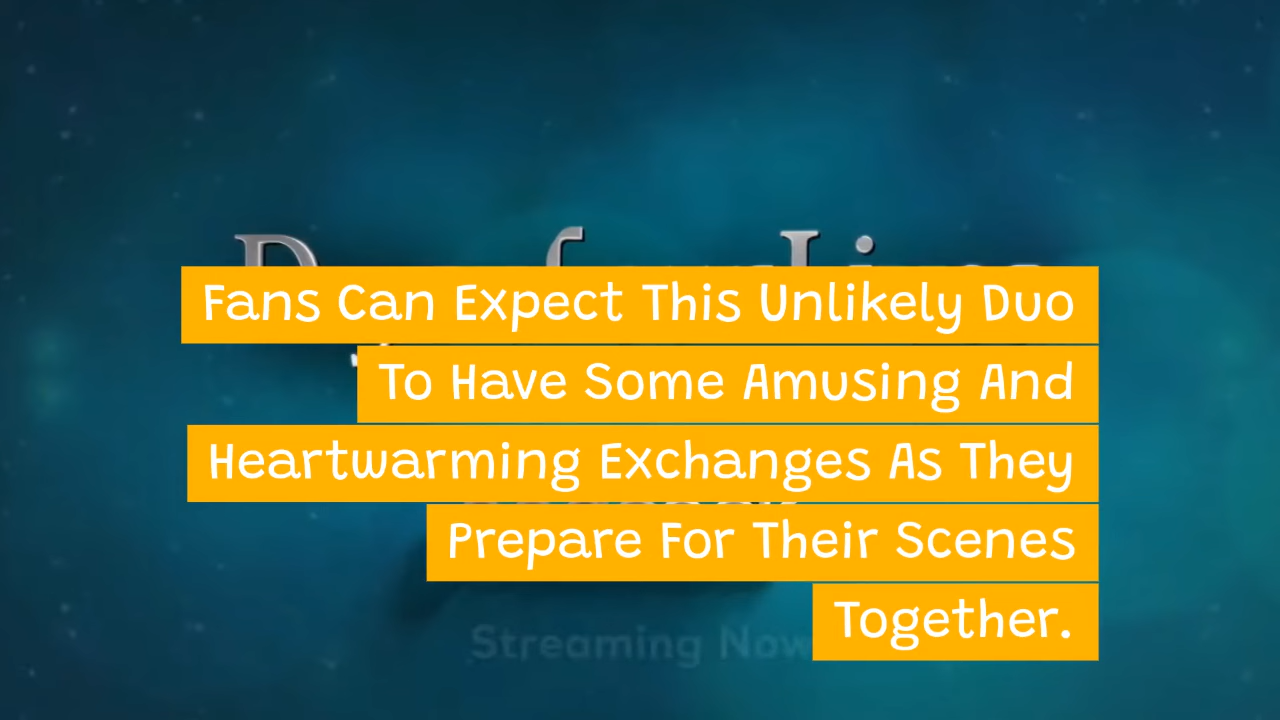 Fans Can Expect This Unlikely Duo
To Have Some Amusing And
Heartwarming Exchanges As They
Prepare For Their Scenes
Together.
Streaming Now